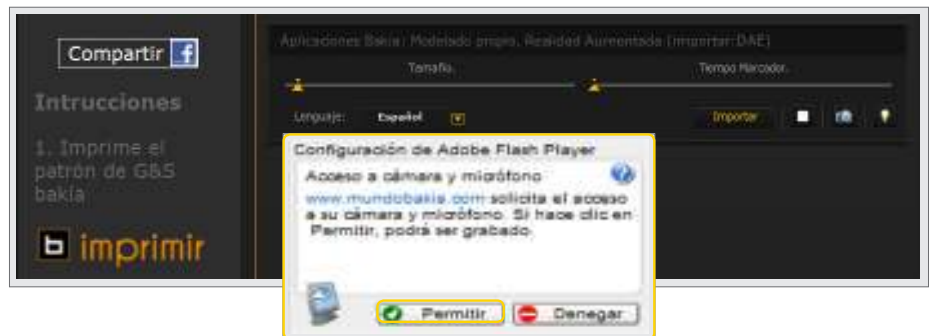 Compartir f
Aplicaciones Bakia: Modelado propio, Realidad Aumentada (importar:DAE)
Tamaño.
Tiempo Marcador.
Intrucciones
Lenguaje: Español
Importar
1. Imprime el
patrón de G&S
bakia
b imprimir
Configuración de Adobe Flash Player
Acceso a cámara y micrófono
www.mundobakia.com solicita el acceso
a su cámara y micrófono. Si hace clic en
Permitir, podrá ser grabado.
Permitir
Denegar